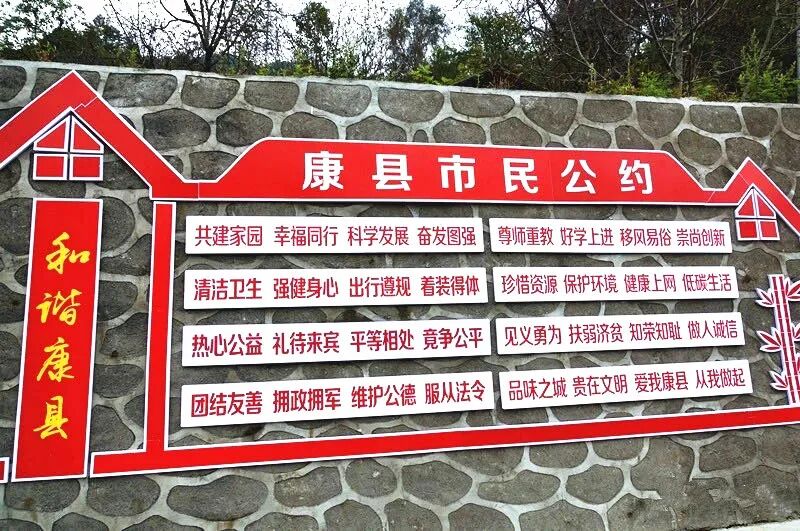 康县市民公约
和谐康县
共建家园 幸福同行 科学发展 奋发图强
清洁卫生 强健身心 出行遵规 着装得体
热心公益 礼待来宾 平等相处 竞争公平
团结友善 拥政拥军 维护公德 服从法令
尊师重教 好学上进 移风易俗 崇尚创新
珍惜资源 保护环境 健康上网 低碳生活
见义勇为 扶弱济贫 知荣知耻 做人诚信
品味之城 贵在文明 爱我康县 从我做起